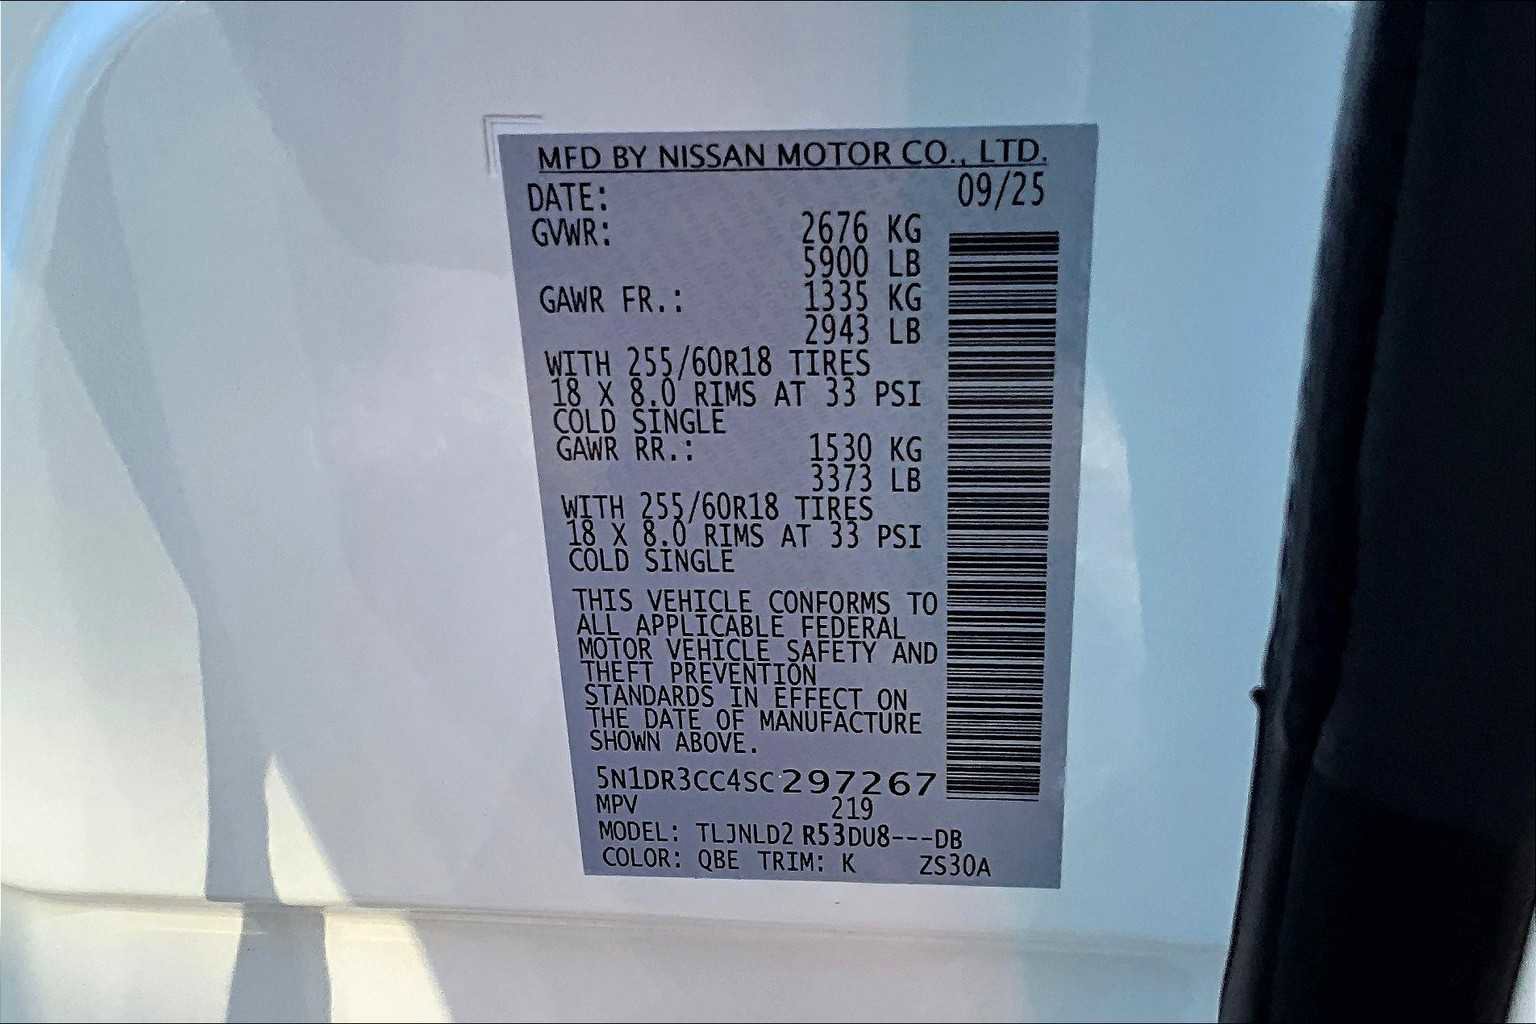 MFD BY NISSAN MOTOR CO., LTD.
DATE: 09/25
GVWR: 2676 KG
5900 LB
GAWR FR.: 1335 KG
2943 LB
WITH 255/60R18 TIRES
18 X 8.0 RIMS AT 33 PSI
COLD SINGLE
GAWR RR.: 1530 KG
3373 LB
WITH 255/60R18 TIRES
18 X 8.0 RIMS AT 33 PSI
COLD SINGLE
THIS VEHICLE CONFORMS TO
ALL APPLICABLE FEDERAL
MOTOR VEHICLE SAFETY AND
THEFT PREVENTION
STANDARDS IN EFFECT ON
THE DATE OF MANUFACTURE
SHOWN ABOVE.
5N1DR3CC4SC297267
MPV 219
MODEL: TLJNLD2 R53DU8---DB
COLOR: QBE TRIM: K ZS30A